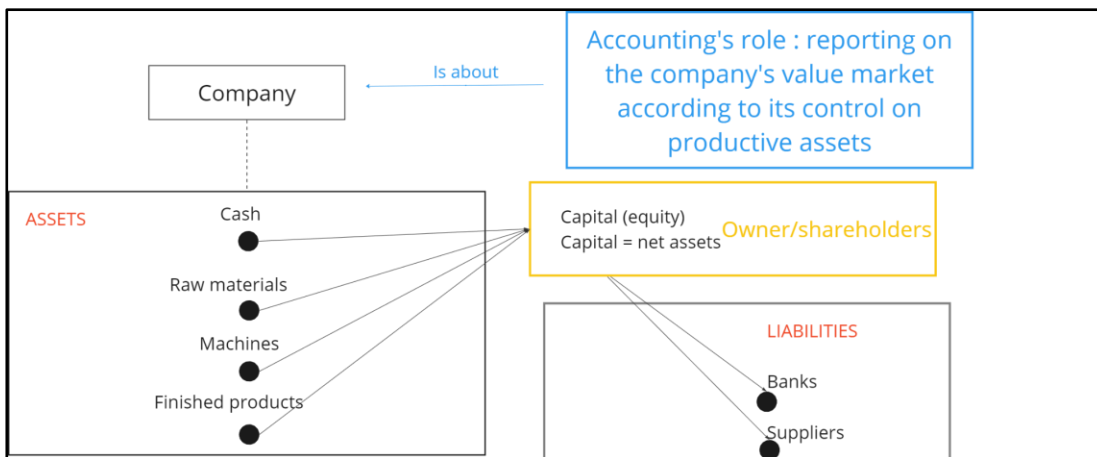 Accounting's role : reporting on
the company's value market
according to its control on
productive assets
Is about
Company
ASSETS
Cash
Raw materials
Machines
Finished products
Capital (equity)
Capital = net assets
Owner/shareholders
LIABILITIES
Banks
Suppliers